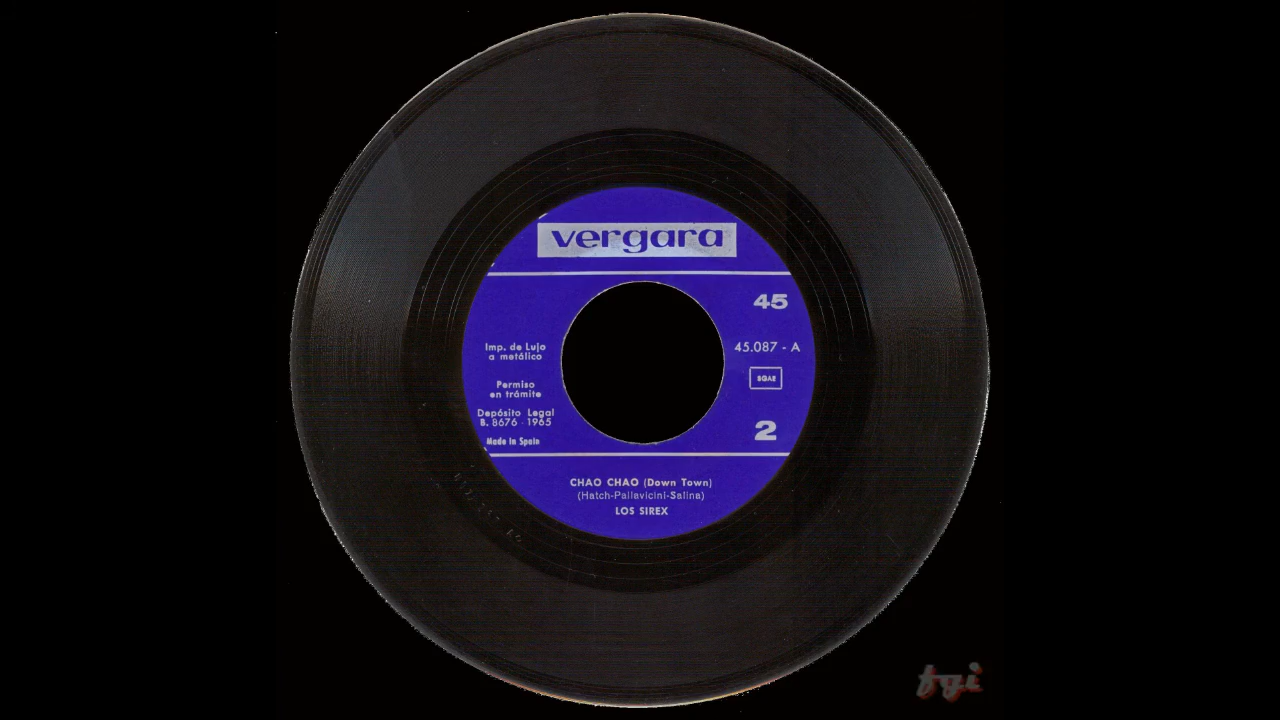 vergara
45
Imp. de Lujo
a metálico
45.087 - A
SGAE
Permiso
en trámite
Depósito Legal
B. 8676 - 1965
2
Made in Spain
CHAO CHAO (Down Town)
(Hatch-Pallavicini-Salina)
LOS SIREX
fgi